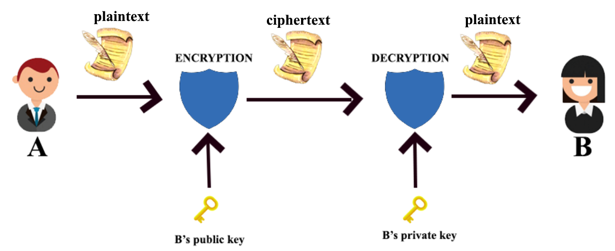 plaintext
ciphertext
plaintext
ENCRYPTION
DECRYPTION
A
B
B's public key
B's private key